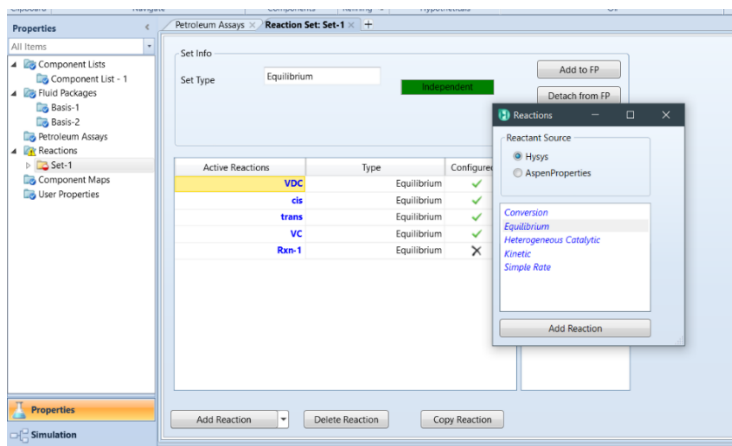 Properties
All Items
Component Lists
Component List - 1
Fluid Packages
Basis-1
Basis-2
Petroleum Assays
Reactions
Set-1
Component Maps
User Properties
Properties
Simulation
Petroleum Assays
Reaction Set: Set-1
Set Info
Set Type
Equilibrium
Independent
Add to FP
Detach from FP
Active Reactions Type Configured
VDC Equilibrium
cis Equilibrium
trans Equilibrium
VC Equilibrium
Rxn-1 Equilibrium
Add Reaction
Delete Reaction
Copy Reaction
Reactions
Reactant Source
Hysys
AspenProperties
Conversion
Equilibrium
Heterogeneous Catalytic
Kinetic
Simple Rate
Add Reaction